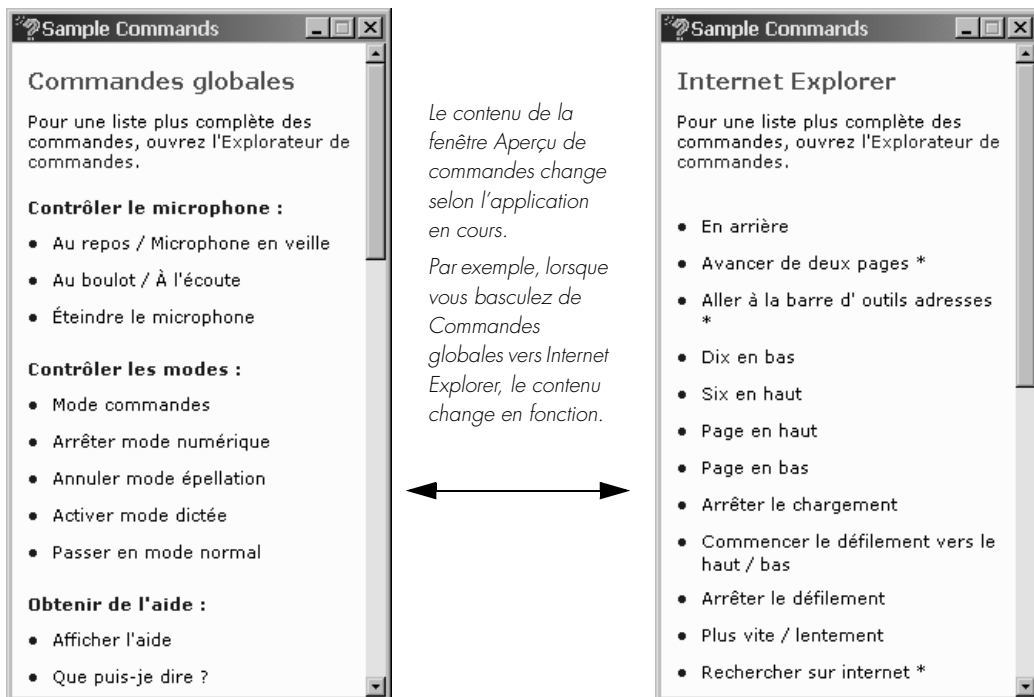 Sample Commands
Commandes globales
Pour une liste plus complète des
commandes, ouvrez l'Explorateur de
commandes.
Contrôler le microphone :
• Au repos / Microphone en veille
• Au boulot / À l'écoute
• Éteindre le microphone
Contrôler les modes :
• Mode commandes
• Arrêter mode numérique
• Annuler mode épellation
• Activer mode dictée
• Passer en mode normal
Obtenir de l'aide :
• Afficher l'aide
• Que puis-je dire ?
Le contenu de la
fenêtre Aperçu de
commandes change
selon l'application
en cours.
Par exemple, lorsque
vous basculez de
Commandes
globales vers Internet
Explorer, le contenu
change en fonction.
Sample Commands
Internet Explorer
Pour une liste plus complète des
commandes, ouvrez l'Explorateur de
commandes.
• En arrière
• Avancer de deux pages *
• Aller à la barre d' outils adresses
*
• Dix en bas
• Six en haut
• Page en haut
• Page en bas
• Arrêter le chargement
• Commencer le défilement vers le
haut / bas
• Arrêter le défilement
• Plus vite / lentement
• Rechercher sur internet *